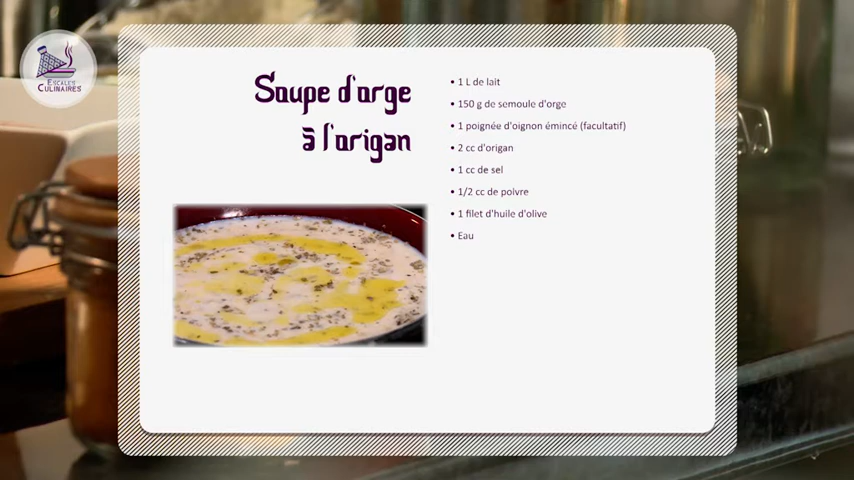 ESCALES
CULINAIRES
Soupe d'orge
à l'origan
• 1 L de lait
• 150 g de semoule d'orge
• 1 poignée d'oignon émincé (facultatif)
• 2 cc d'origan
• 1 cc de sel
• 1/2 cc de poivre
• 1 filet d'huile d'olive
• Eau